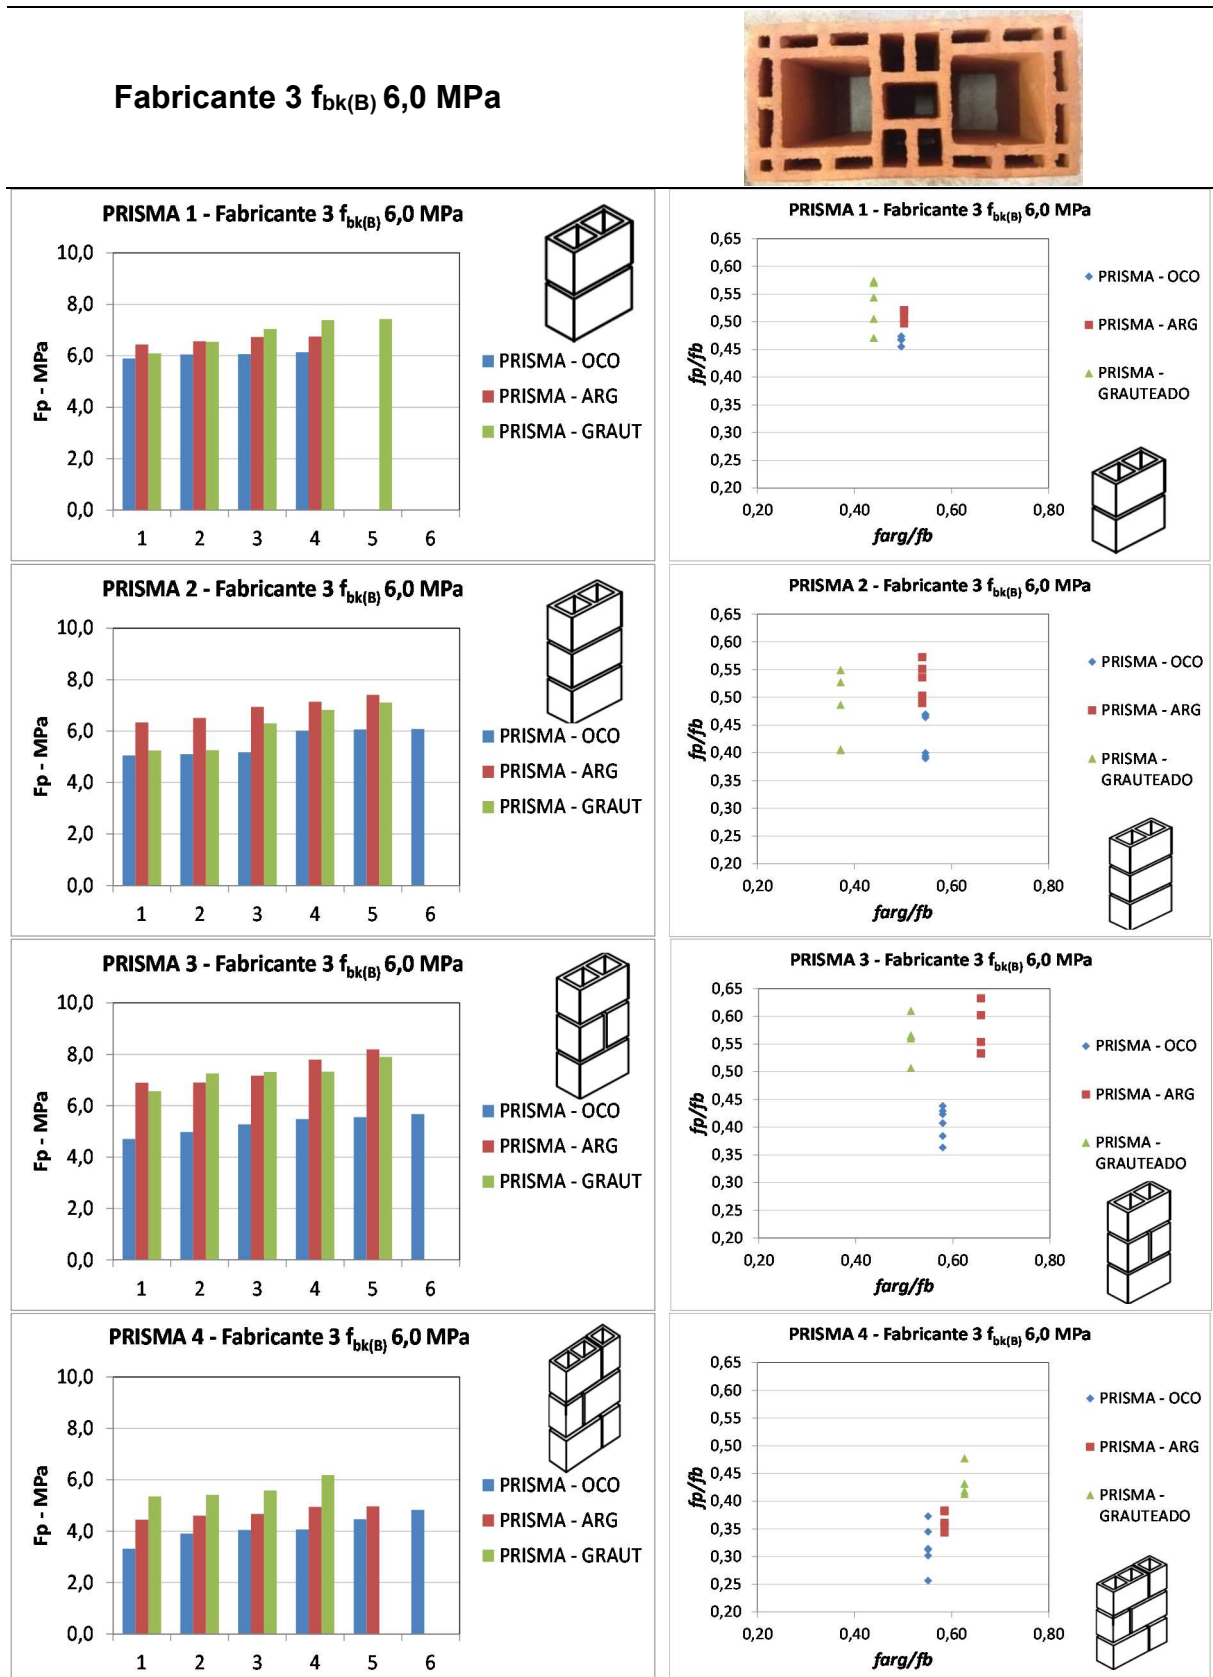 Fabricante 3 fbk(B) 6,0 MPa
PRISMA 1 - Fabricante 3 fbk(B) 6,0 MPa
10,0
8,0
6,0
4,0
2,0
0,0
Fp - MPa
1 2 3 4 5 6
PRISMA - OCO
PRISMA - ARG
PRISMA - GRAUT
PRISMA 1 - Fabricante 3 fbk(B) 6,0 MPa
0,65
0,60
0,55
0,50
0,45
0,40
0,35
0,30
0,25
0,20
fp/fb
0,20 0,40 0,60 0,80
farg/fb
PRISMA - OCO
PRISMA - ARG
PRISMA -
GRAUTEADO
PRISMA 2 - Fabricante 3 fbk(B) 6,0 MPa
10,0
8,0
6,0
4,0
2,0
0,0
Fp - MPa
1 2 3 4 5 6
PRISMA - OCO
PRISMA - ARG
PRISMA - GRAUT
PRISMA 2 - Fabricante 3 fbk(B) 6,0 MPa
0,65
0,60
0,55
0,50
0,45
0,40
0,35
0,30
0,25
0,20
fp/fb
0,20 0,40 0,60 0,80
farg/fb
PRISMA - OCO
PRISMA - ARG
PRISMA -
GRAUTEADO
PRISMA 3 - Fabricante 3 fbk(B) 6,0 MPa
10,0
8,0
6,0
4,0
2,0
0,0
Fp - MPa
1 2 3 4 5 6
PRISMA - OCO
PRISMA - ARG
PRISMA - GRAUT
PRISMA 3 - Fabricante 3 fbk(B) 6,0 MPa
0,65
0,60
0,55
0,50
0,45
0,40
0,35
0,30
0,25
0,20
fp/fb
0,20 0,40 0,60 0,80
farg/fb
PRISMA - OCO
PRISMA - ARG
PRISMA -
GRAUTEADO
PRISMA 4 - Fabricante 3 fbk(B) 6,0 MPa
10,0
8,0
6,0
4,0
2,0
0,0
Fp - MPa
1 2 3 4 5 6
PRISMA - OCO
PRISMA - ARG
PRISMA - GRAUT
PRISMA 4 - Fabricante 3 fbk(B) 6,0 MPa
0,65
0,60
0,55
0,50
0,45
0,40
0,35
0,30
0,25
0,20
fp/fb
0,20 0,40 0,60 0,80
farg/fb
PRISMA - OCO
PRISMA - ARG
PRISMA -
GRAUTEADO